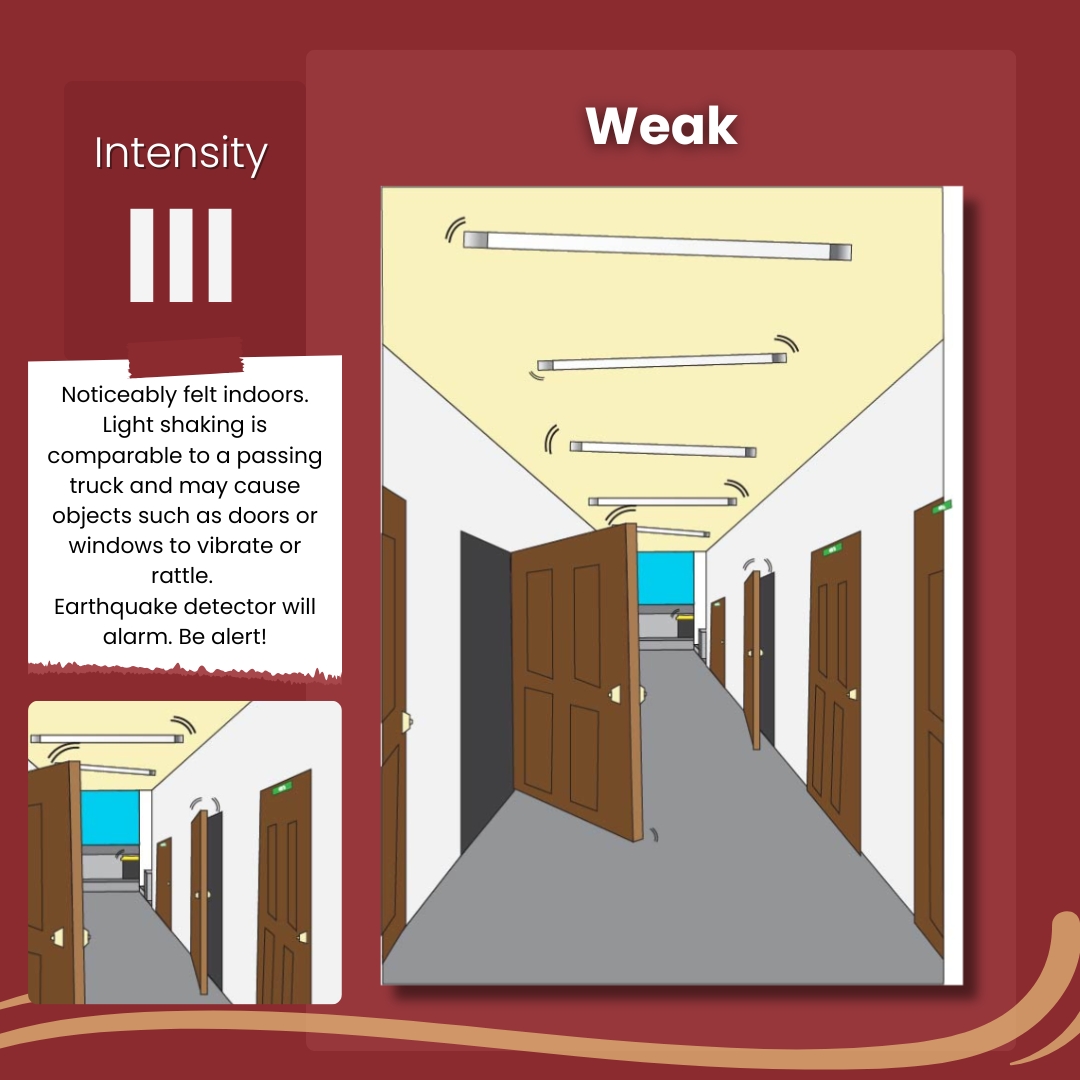 Intensity
III
Weak
Noticeably felt indoors.
Light shaking is
comparable to a passing
truck and may cause
objects such as doors or
windows to vibrate or
rattle.
Earthquake detector will
alarm. Be alert!